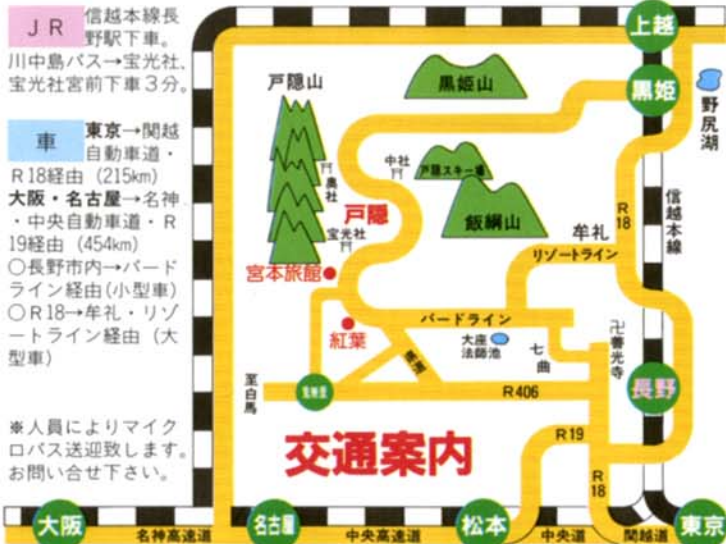 JR
信越本線長
野駅下車。
川中島バス→宝光社、
宝光社宮前下車3分。
車
東京→関越
自動車道・
R18経由 (215km)
大阪・名古屋→名神
・中央自動車道・R
19経由 (454km)
○長野市内→バード
ライン経由(小型車)
○R18→牟礼・リゾ
ートライン経由 (大
型車)
※人員によりマイク
ロバス送迎致します。
お問い合せ下さい。
上越
黒姫
野尻湖
黒姫山
戸隠山
中社
奥社
戸隠スキー場
戸隠
飯綱山
宝光社
宮本旅館
紅葉
牟礼
リゾートライン
R18
信越本線
バードライン
大座
法師池
七曲
卍善光寺
至白馬
R406
長野
R19
R18
交通案内
大阪
名神高速道
名古屋
中央高速道
松本
中央道
関越道
東京